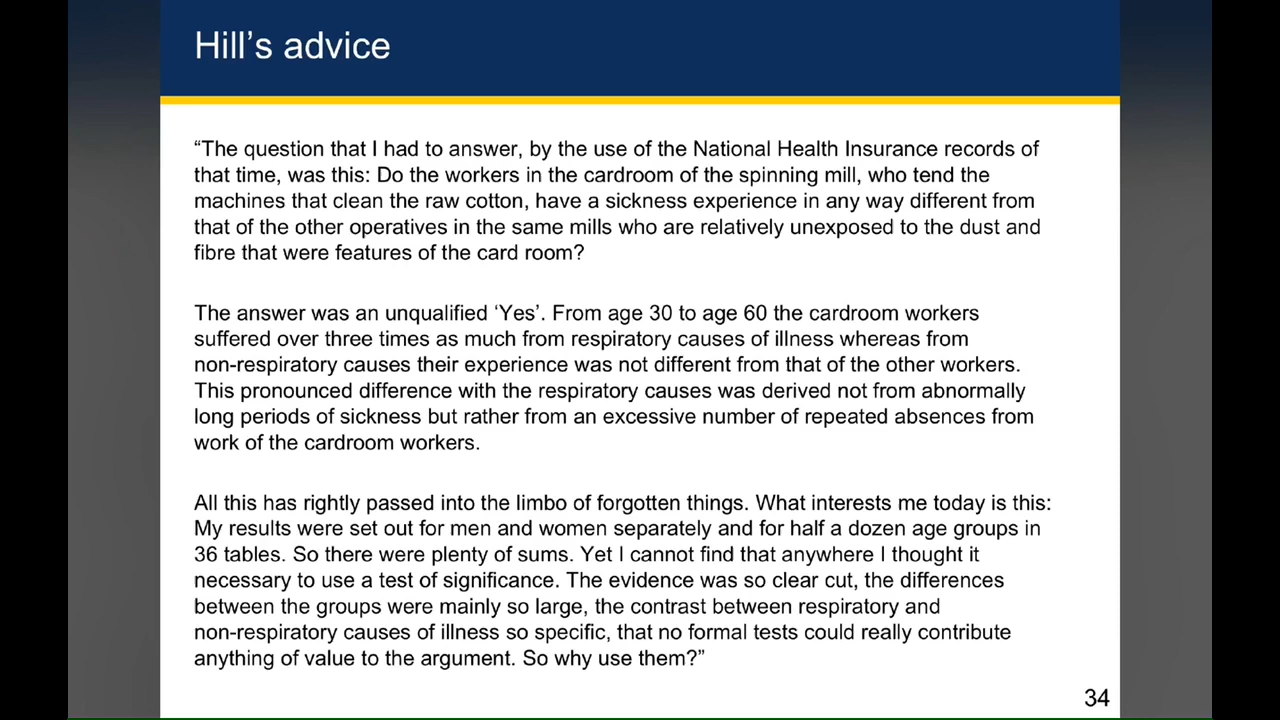 Hill’s advice
“The question that I had to answer, by the use of the National Health Insurance records of
that time, was this: Do the workers in the cardroom of the spinning mill, who tend the
machines that clean the raw cotton, have a sickness experience in any way different from
that of the other operatives in the same mills who are relatively unexposed to the dust and
fibre that were features of the card room?
The answer was an unqualified ‘Yes’. From age 30 to age 60 the cardroom workers
suffered over three times as much from respiratory causes of illness whereas from
non-respiratory causes their experience was not different from that of the other workers.
This pronounced difference with the respiratory causes was derived not from abnormally
long periods of sickness but rather from an excessive number of repeated absences from
work of the cardroom workers.
All this has rightly passed into the limbo of forgotten things. What interests me today is this:
My results were set out for men and women separately and for half a dozen age groups in
36 tables. So there were plenty of sums. Yet I cannot find that anywhere I thought it
necessary to use a test of significance. The evidence was so clear cut, the differences
between the groups were mainly so large, the contrast between respiratory and
non-respiratory causes of illness so specific, that no formal tests could really contribute
anything of value to the argument. So why use them?”
34